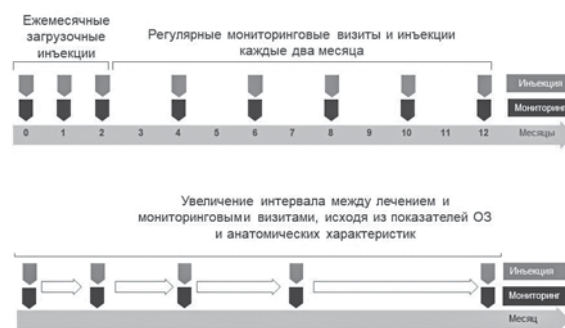 Ежемесячные
загрузочные
инъекции
Регулярные мониторинговые визиты и инъекции
каждые два месяца
Инъекция
Мониторинг
0 1 2 3 4 5 6 7 8 9 10 11 12 Месяцы
Увеличение интервала между лечением и
мониторинговыми визитами, исходя из показателей ОЗ
и анатомических характеристик
Инъекция
Мониторинг
Месяц